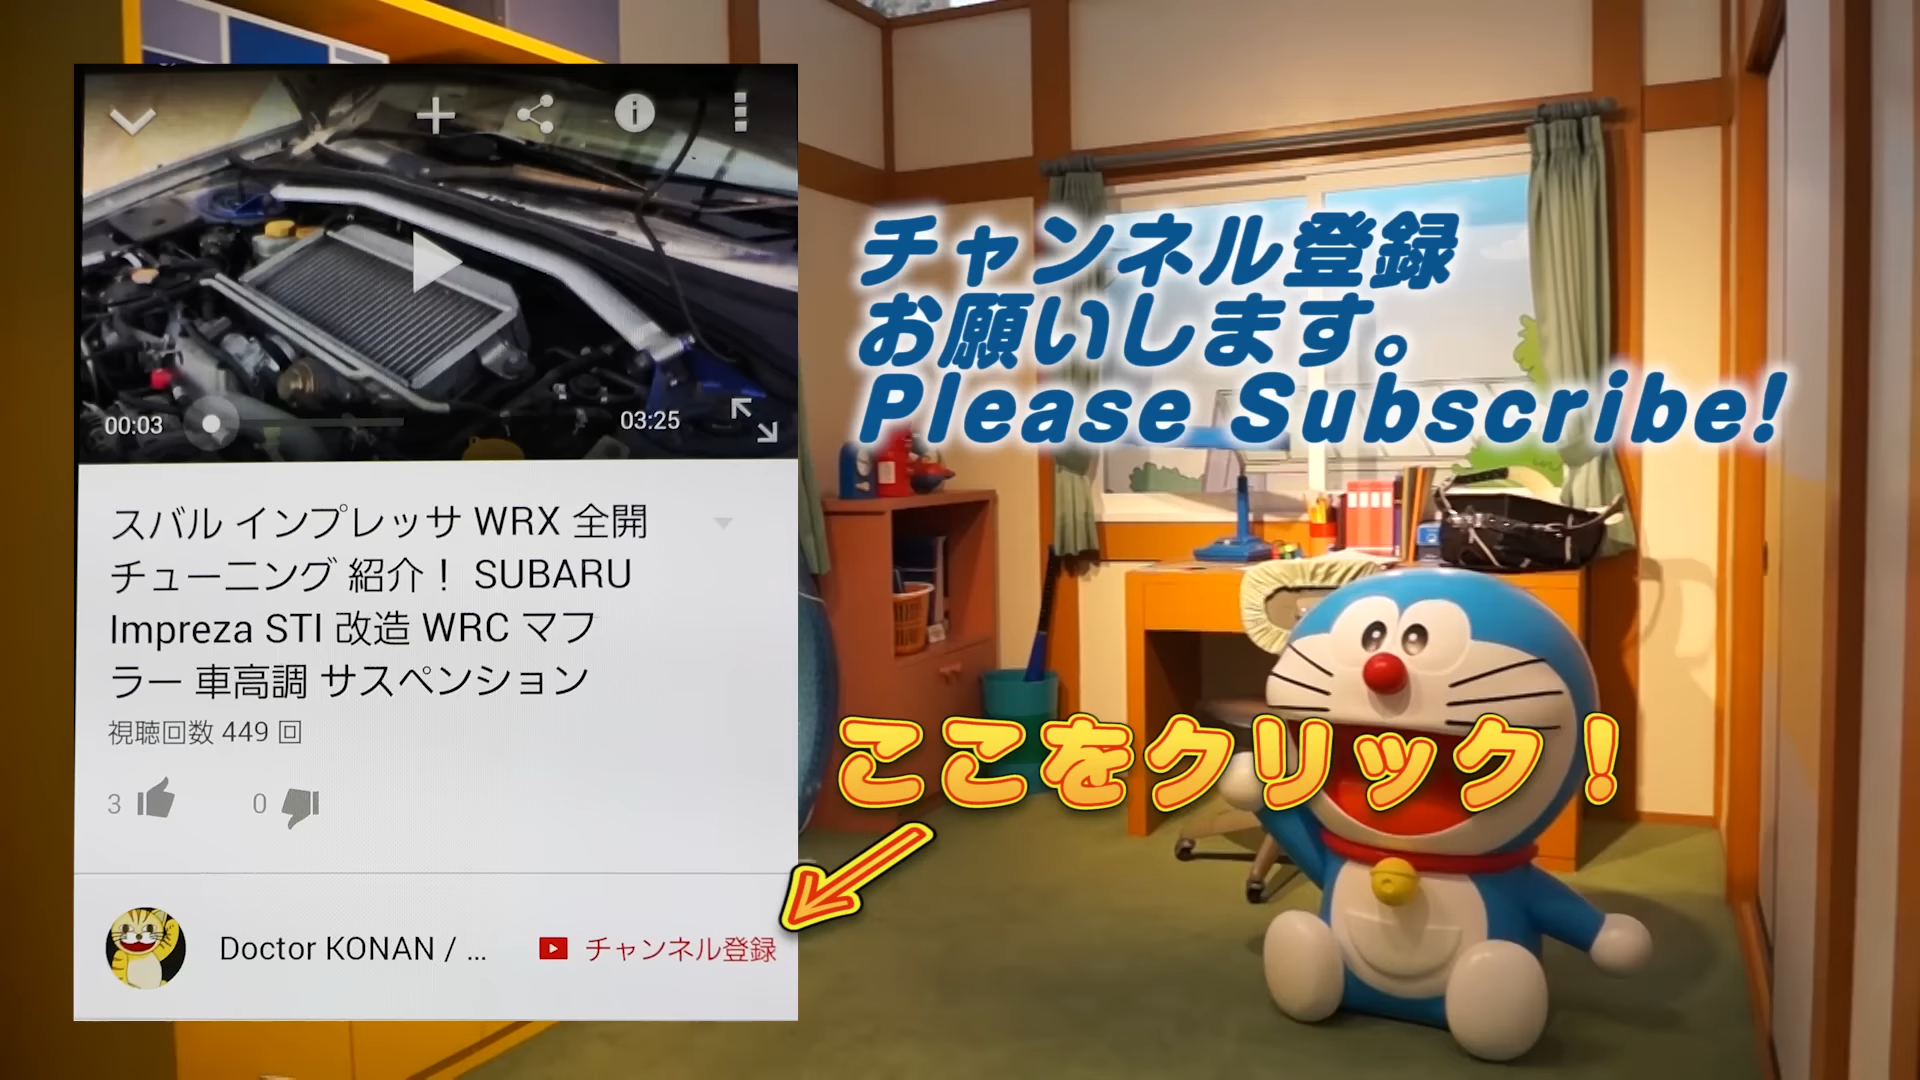 00:03
03:25
スバル インプレッサ WRX 全開
チューニング 紹介！ SUBARU
Impreza STI 改造 WRC マフ
ラー 車高調 サスペンション
視聴回数 449 回
3
0
Doctor KONAN / ...
チャンネル登録
チャンネル登録
お願いします。
Please Subscribe!
ここをクリック！